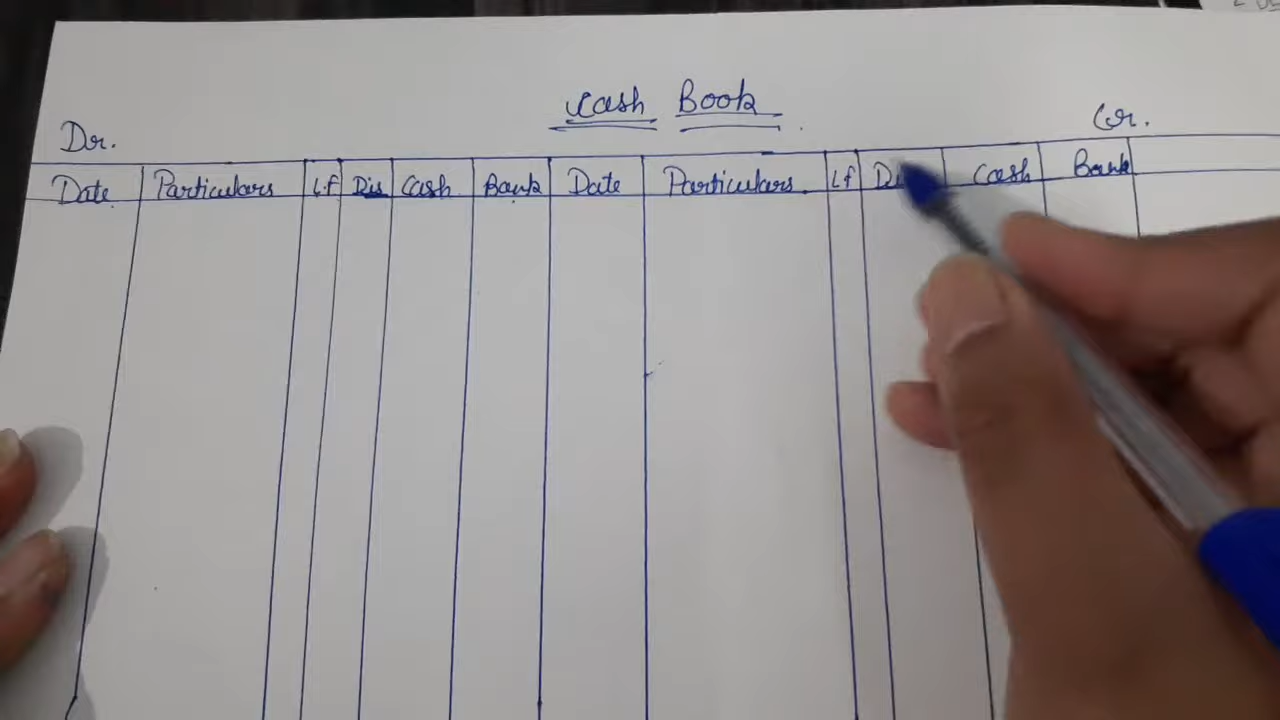 Cash Book
Dr. Cr.
Date Particulars L.f Dis Cash Bank Date Particulars L.f Cash Bank